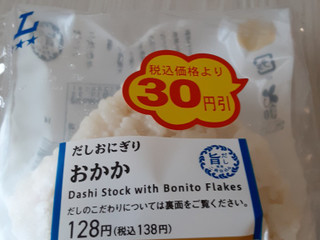 L
税込価格より
30円引
だしおにぎり
おかか
Dashi Stock with Bonito Flakes
だしのこだわりについては裏面をご覧ください。
128円(税込138円)
旨